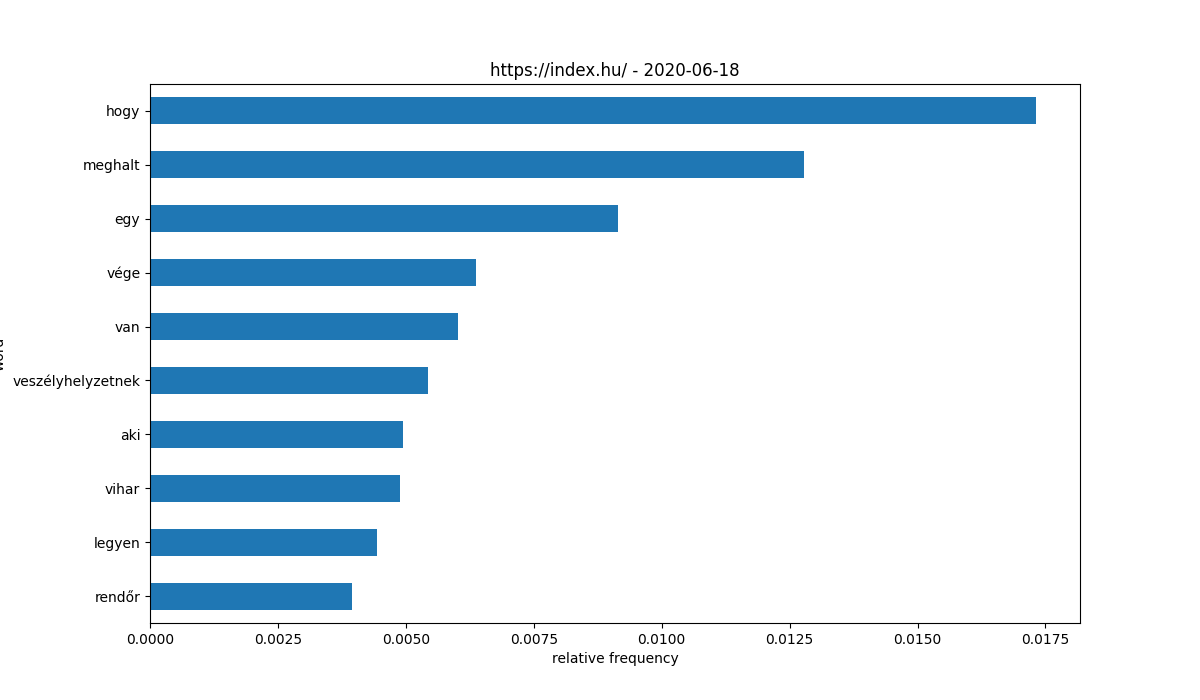 https://index.hu/ - 2020-06-18
hogy
meghalt
egy
vége
van
veszélyhelyzetnek
aki
vihar
legyen
rendőr
0.0000 0.0025 0.0050 0.0075 0.0100 0.0125 0.0150 0.0175
relative frequency